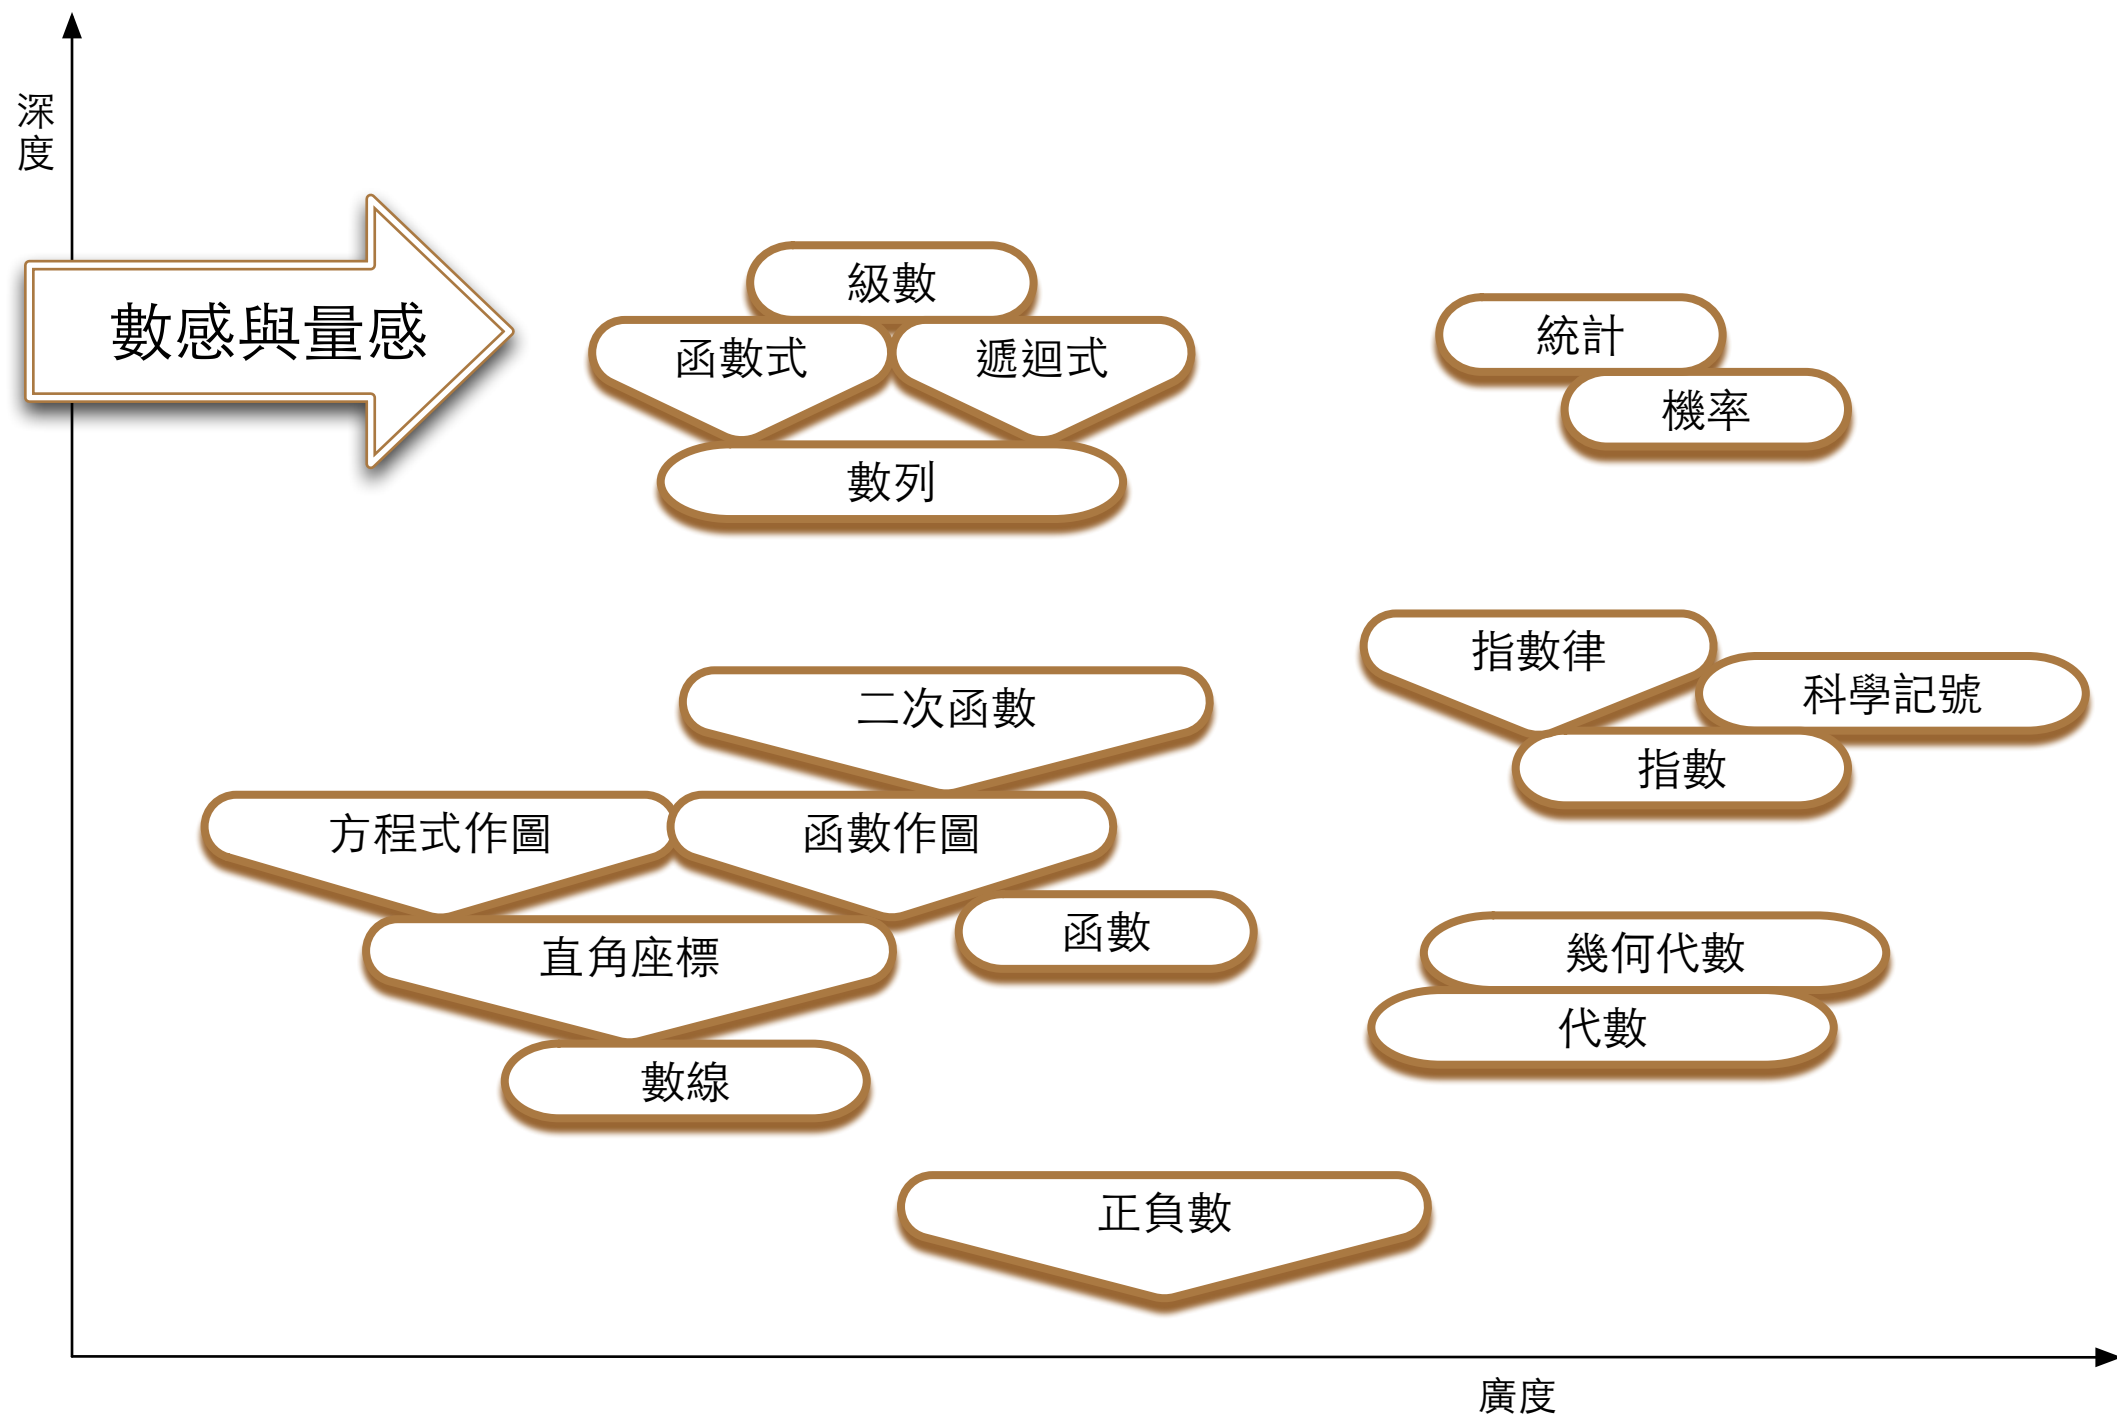 深度
數感與量感
級數
函數式
遞迴式
數列
統計
機率
指數律
科學記號
指數
二次函數
方程式作圖
函數作圖
函數
直角座標
數線
幾何代數
代數
正負數
廣度